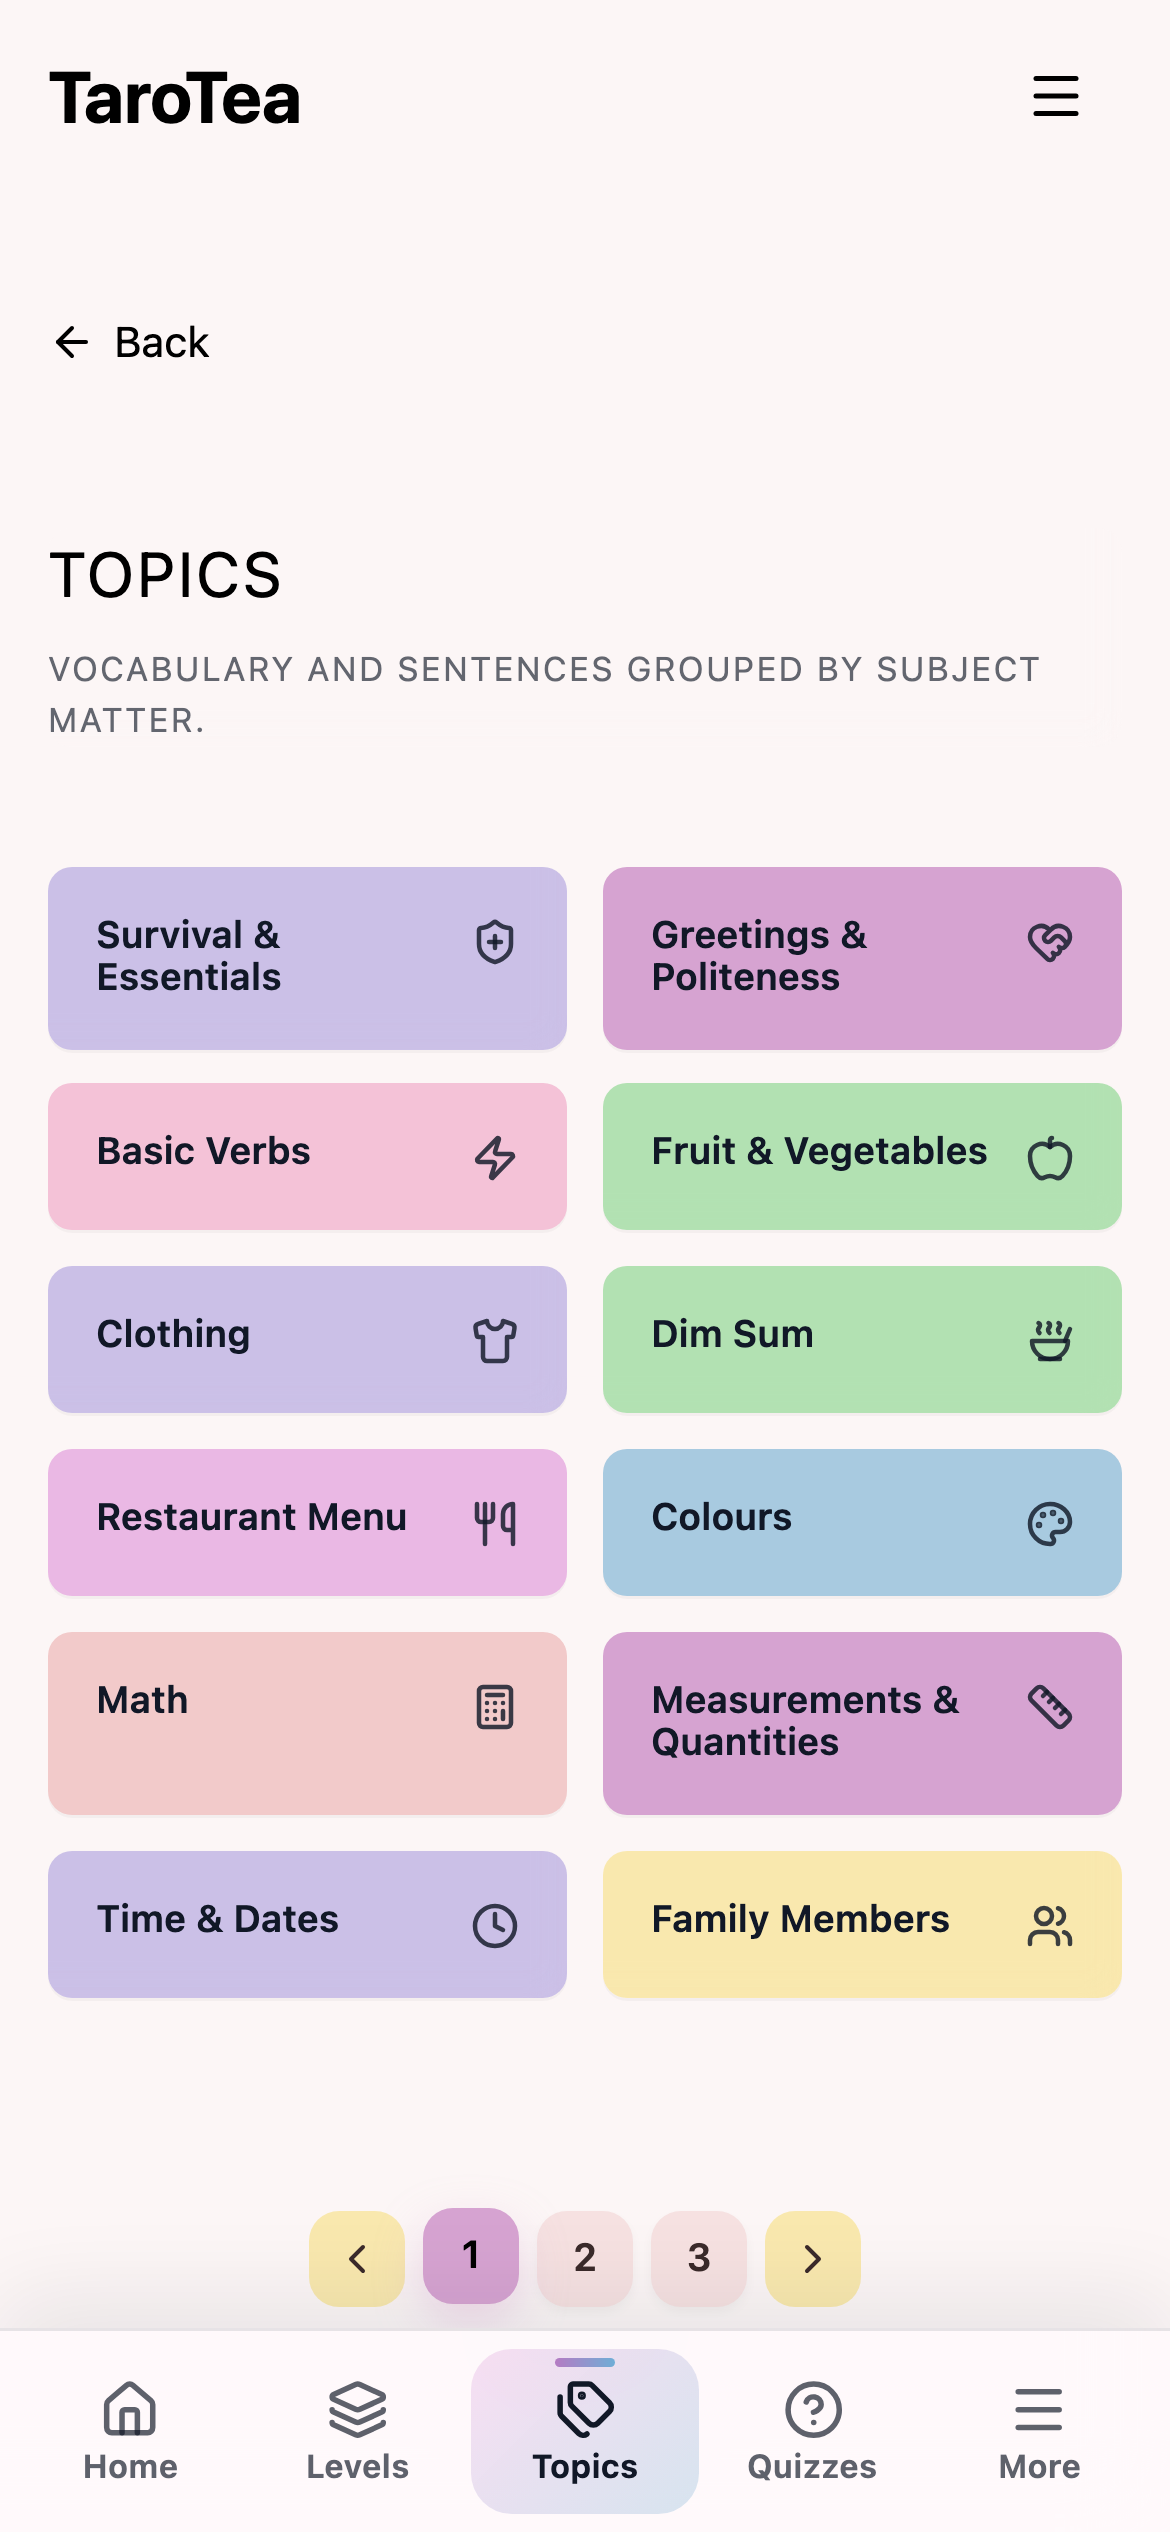 TaroTea
Back
TOPICS
VOCABULARY AND SENTENCES GROUPED BY SUBJECT
MATTER.
Survival &
Essentials
Greetings &
Politeness
Basic Verbs
Fruit & Vegetables
Clothing
Dim Sum
Restaurant Menu
Colours
Math
Measurements &
Quantities
Time & Dates
Family Members
1
2
3
Home
Levels
Topics
Quizzes
More